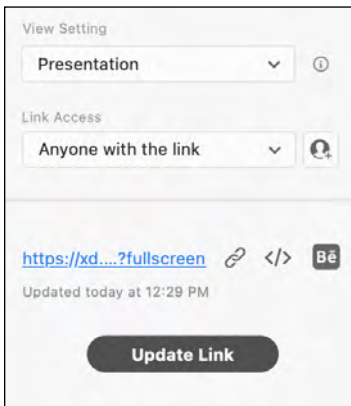 View Setting
Presentation
Link Access
Anyone with the link
https://xd....?fullscreen </> Bē
Updated today at 12:29 PM
Update Link